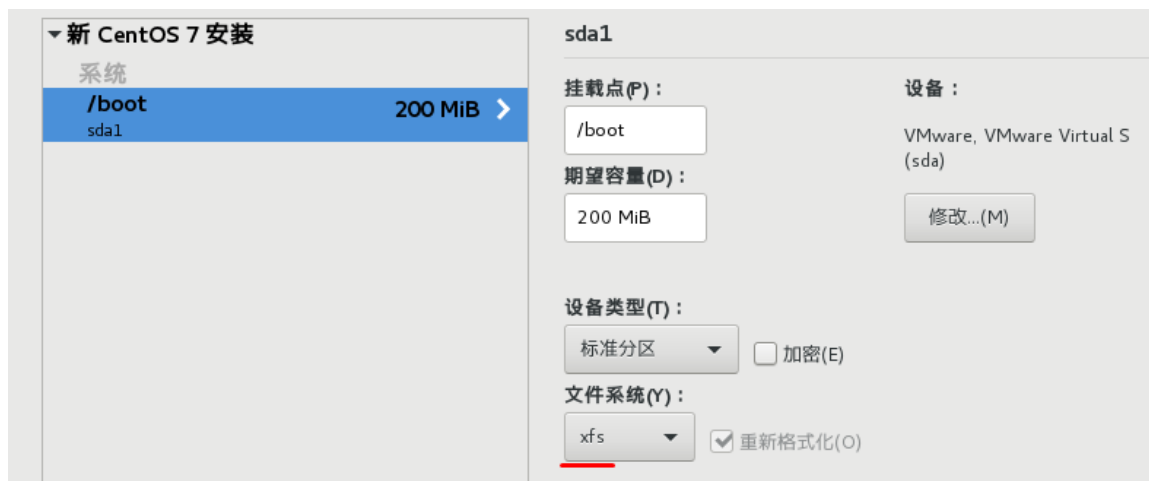 新 CentOS 7 安装
系统
/boot
200 MiB
sda1
sda1
挂载点(P)：
/boot
期望容量(D)：
200 MiB
设备：
VMware, VMware Virtual S
(sda)
修改...(M)
设备类型(T)：
标准分区
加密(E)
文件系统(Y)：
xfs
重新格式化(O)